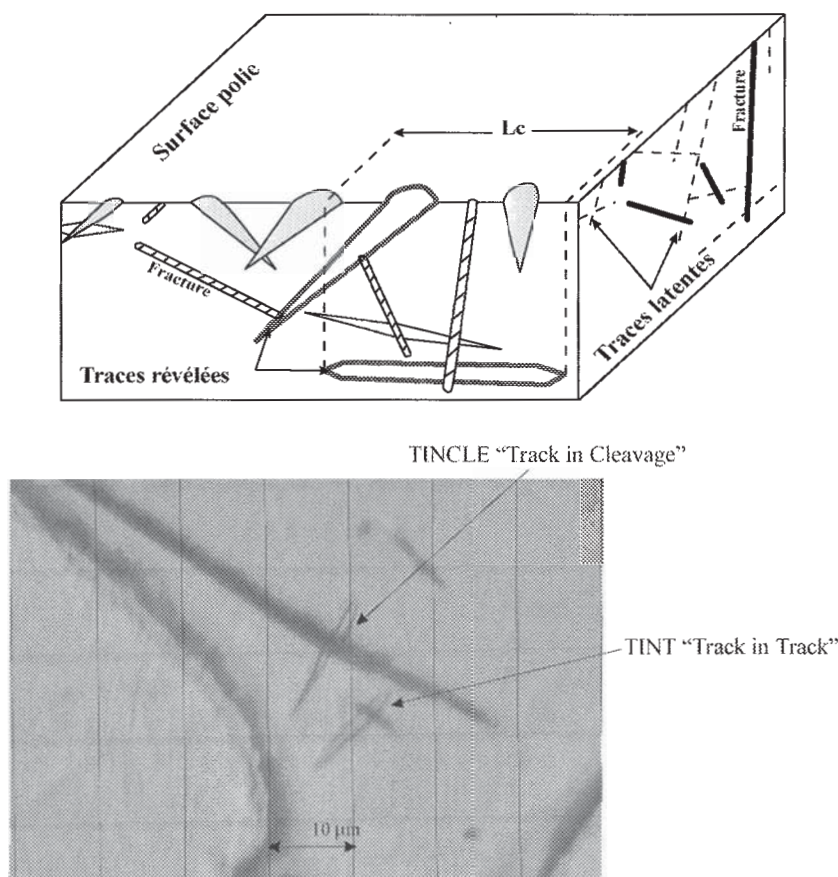 Surface polie
Lc
Fracture
Fracture
Traces révélées
Traces latentes
TINCLE “Track in Cleavage”
TINT “Track in Track”
10 µm